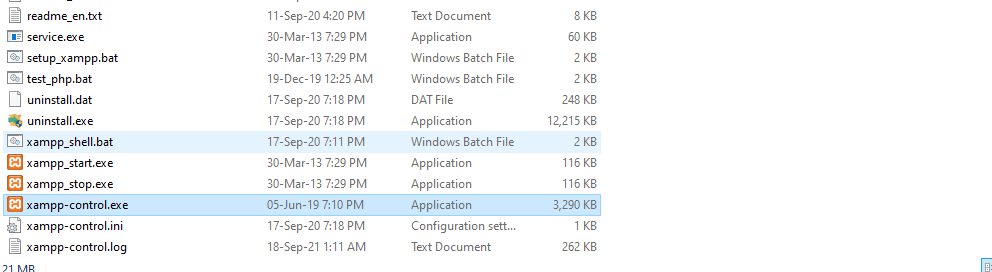 readme_en.txt 11-Sep-20 4:20 PM Text Document 8 KB
service.exe 30-Mar-13 7:29 PM Application 60 KB
setup_xampp.bat 30-Mar-13 7:29 PM Windows Batch File 2 KB
test_php.bat 19-Dec-19 12:25 AM Windows Batch File 2 KB
uninstall.dat 17-Sep-20 7:18 PM DAT File 248 KB
uninstall.exe 17-Sep-20 7:18 PM Application 12,215 KB
xampp_shell.bat 17-Sep-20 7:11 PM Windows Batch File 2 KB
xampp_start.exe 30-Mar-13 7:29 PM Application 116 KB
xampp_stop.exe 30-Mar-13 7:29 PM Application 116 KB
xampp-control.exe 05-Jun-19 7:10 PM Application 3,290 KB
xampp-control.ini 17-Sep-20 7:18 PM Configuration sett... 1 KB
xampp-control.log 18-Sep-21 1:11 AM Text Document 262 KB
21 MB